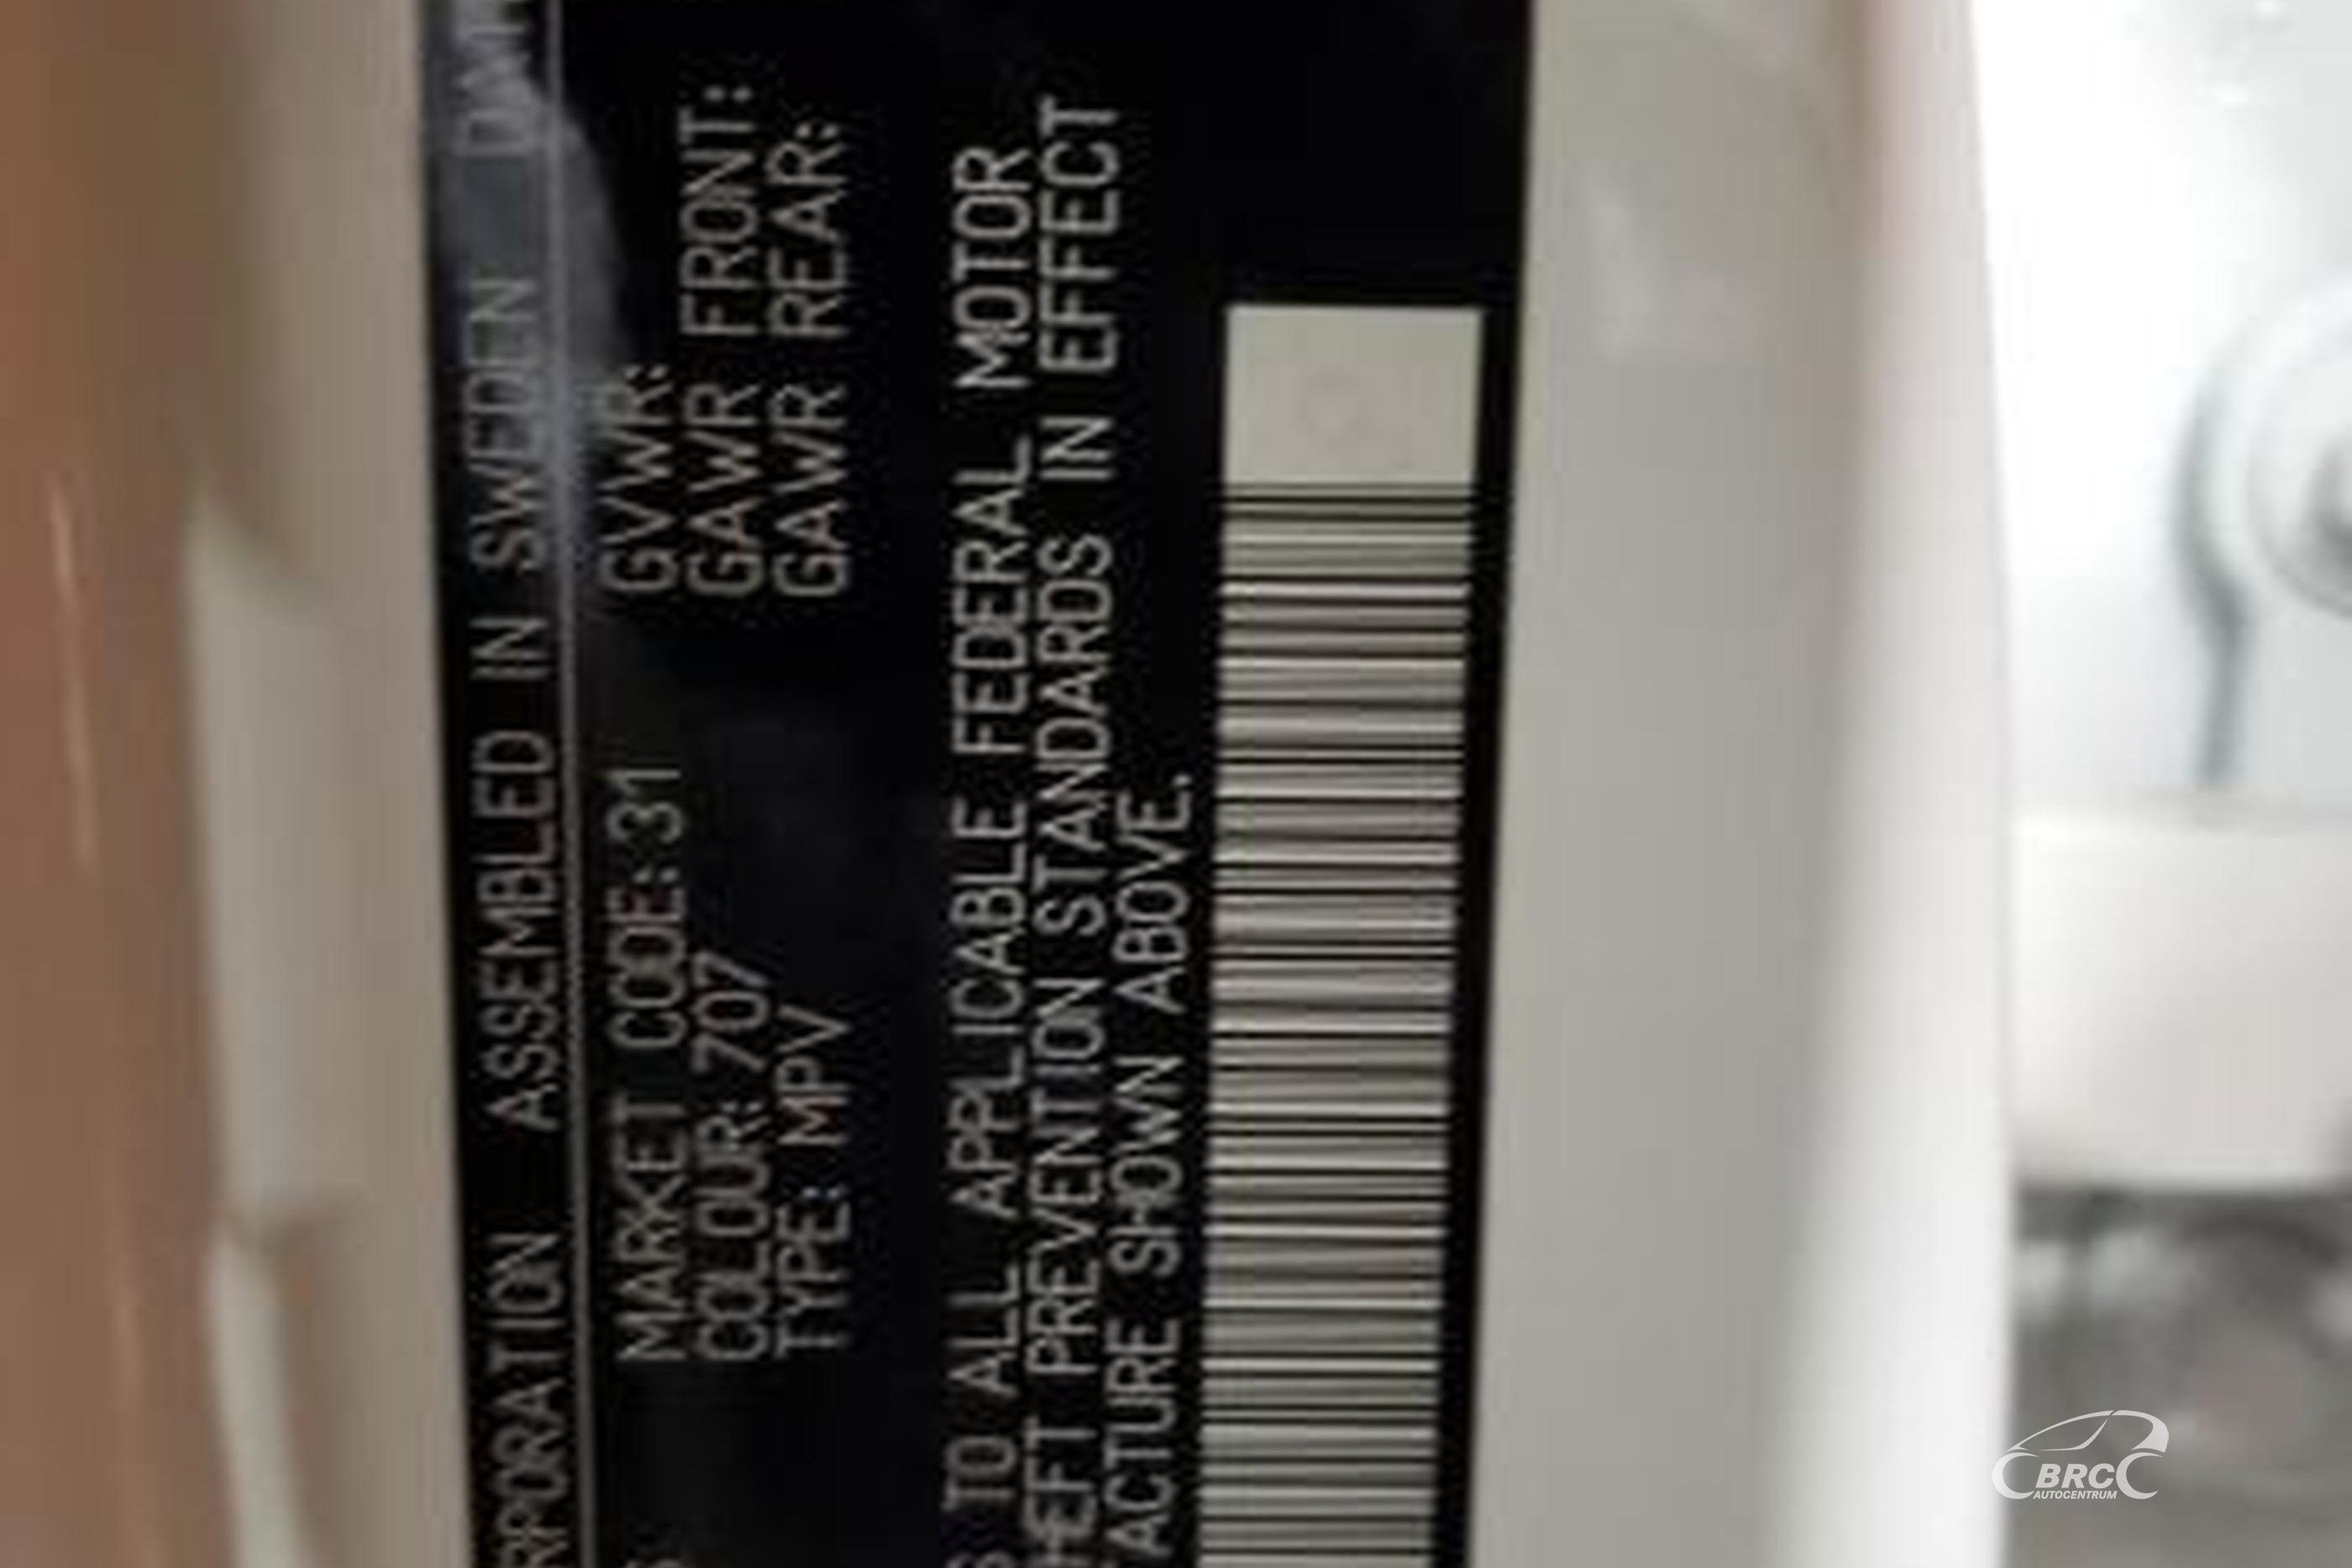 RPORATION ASSEMBLED IN SWEDEN
MARKET CODE: 31 GVWR:
COLOUR: 707 GAWR FRONT:
TYPE: MPV GAWR REAR:
S TO ALL APPLICABLE FEDERAL MOTOR
HEFT PREVENTION STANDARDS IN EFFECT
ACTURE SHOWN ABOVE.
BRC
AUTOCENTRUM